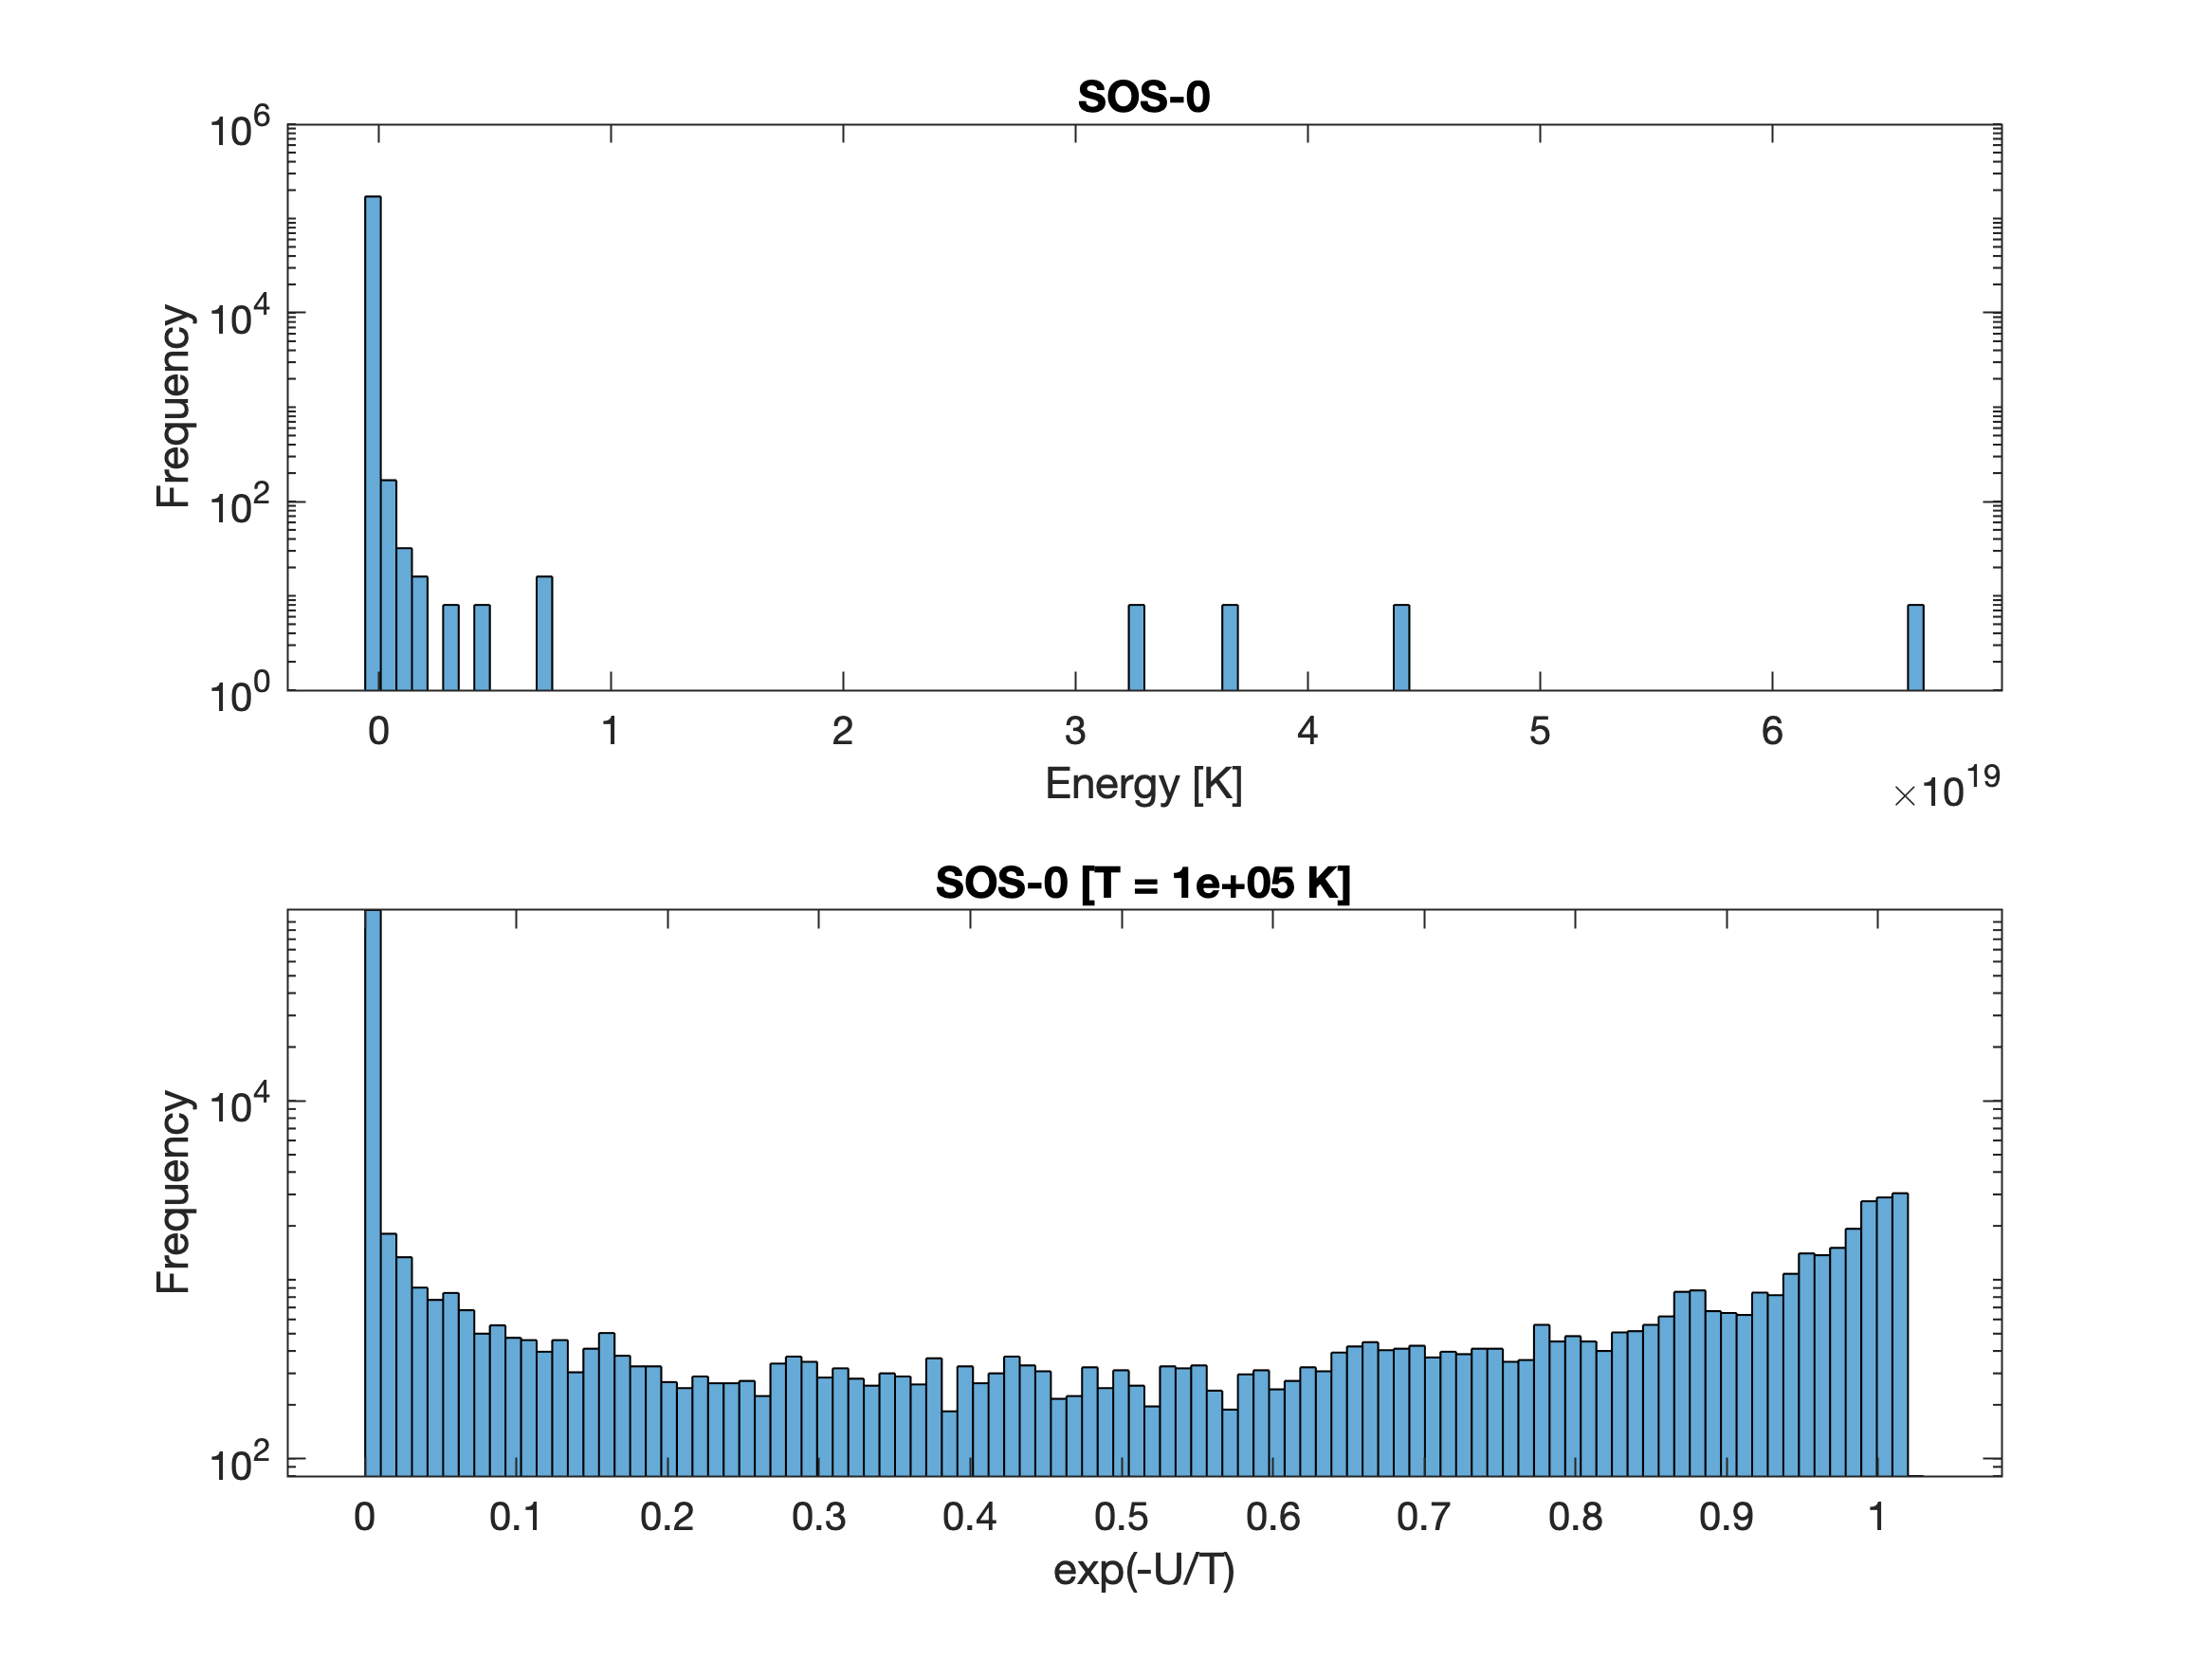 SOS-0
10^6
10^4
10^2
10^0
Frequency
0 1 2 3 4 5 6
Energy [K]
×10^19
SOS-0 [T = 1e+05 K]
10^4
10^2
Frequency
0 0.1 0.2 0.3 0.4 0.5 0.6 0.7 0.8 0.9 1
exp(-U/T)